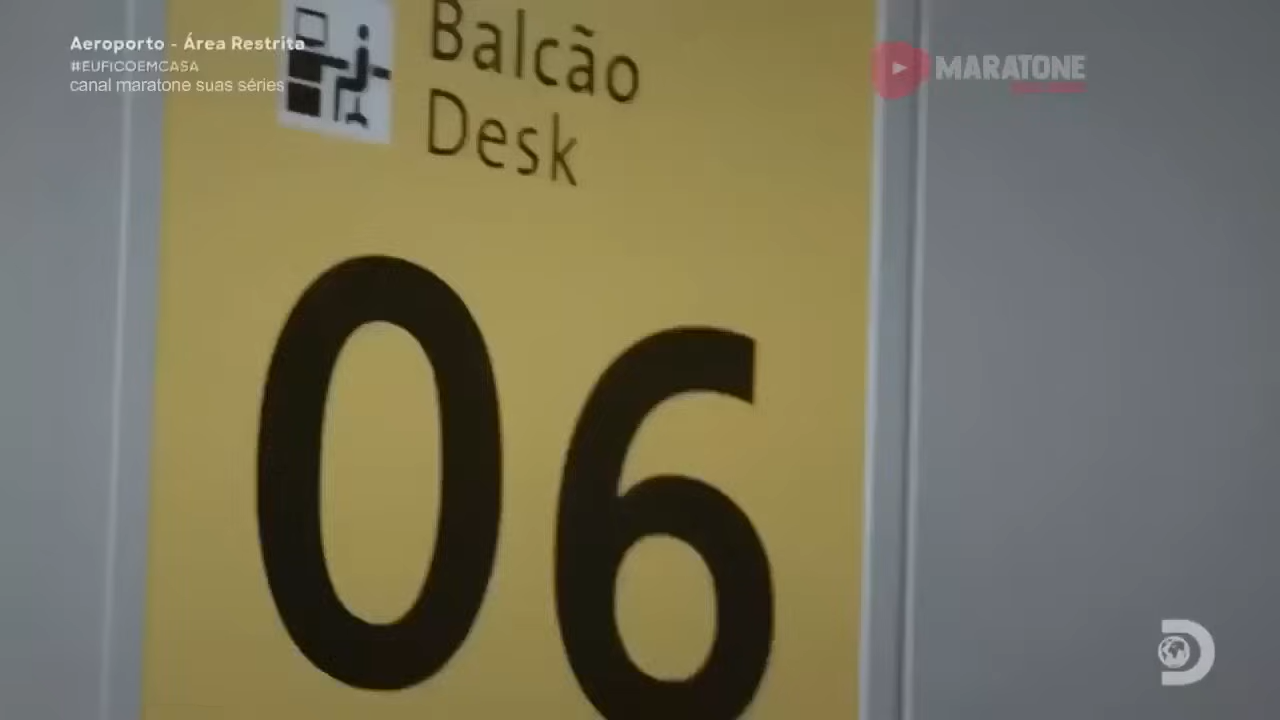 Aeroporto - Área Restrita
#EUFICOEMCASA
canal maratone suas séries
Balcão
Desk
06
MARATONE